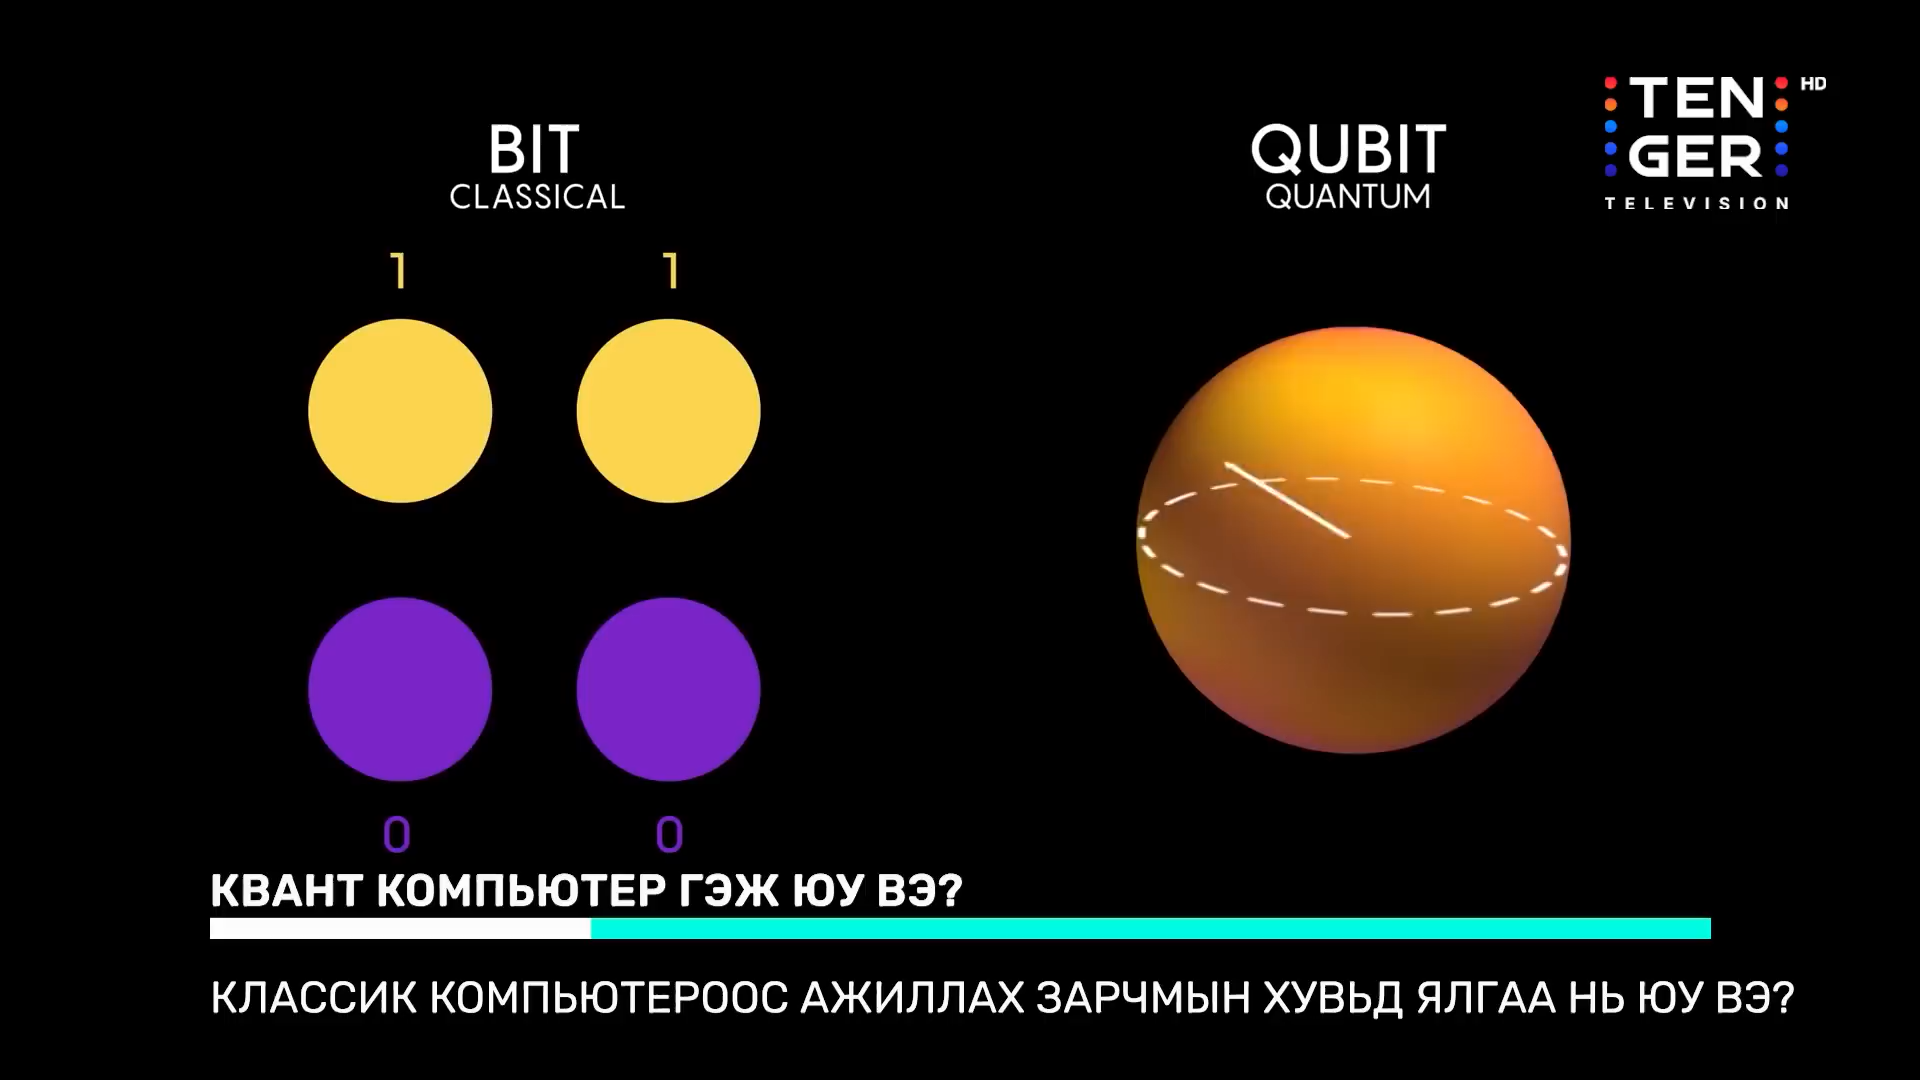 BIT
CLASSICAL
QUBIT
QUANTUM
TEN HD
GER
TELEVISION
1 1
0 0
КВАНТ КОМПЬЮТЕР ГЭЖ ЮУ ВЭ?
КЛАССИК КОМПЬЮТЕРООС АЖИЛЛАХ ЗАРЧМЫН ХУВЬД ЯЛГАА НЬ ЮУ ВЭ?